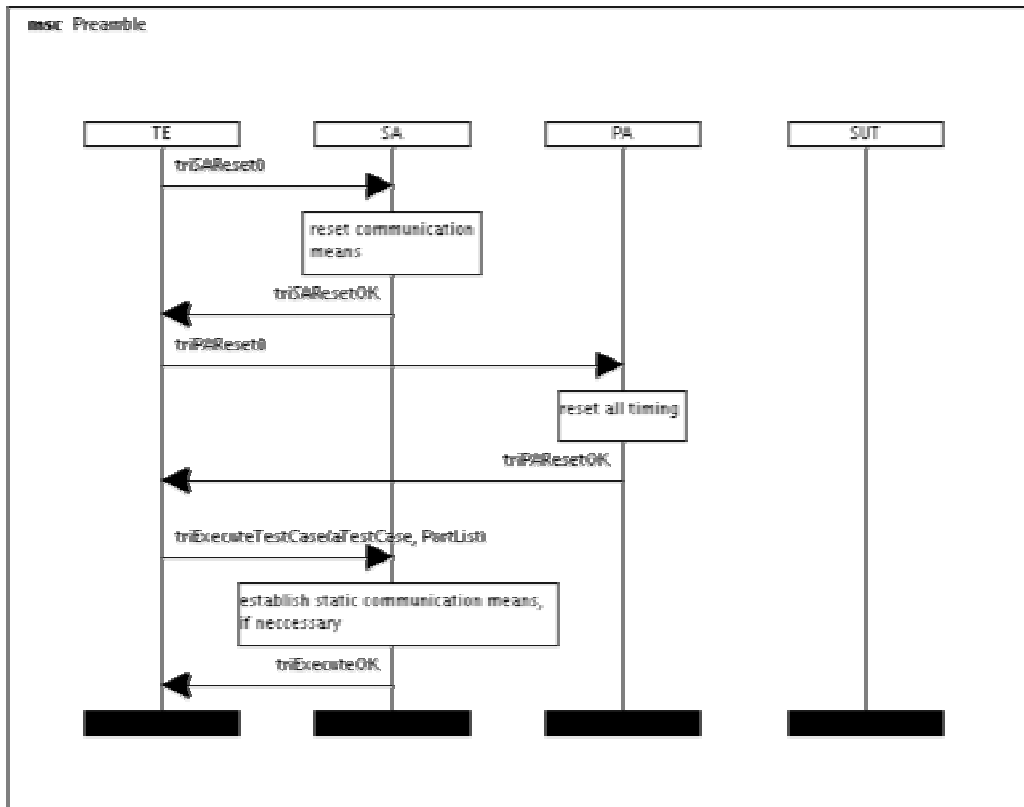 msc Preamble
TE
SA
PA
SUT
triSAReset()
reset communication
means
triSAResetOK
triPAReset()
reset all timing
triPAResetOK
triExecuteTestCase(aTestCase, PortList)
establish static communication means,
if neccessary
triExecuteOK